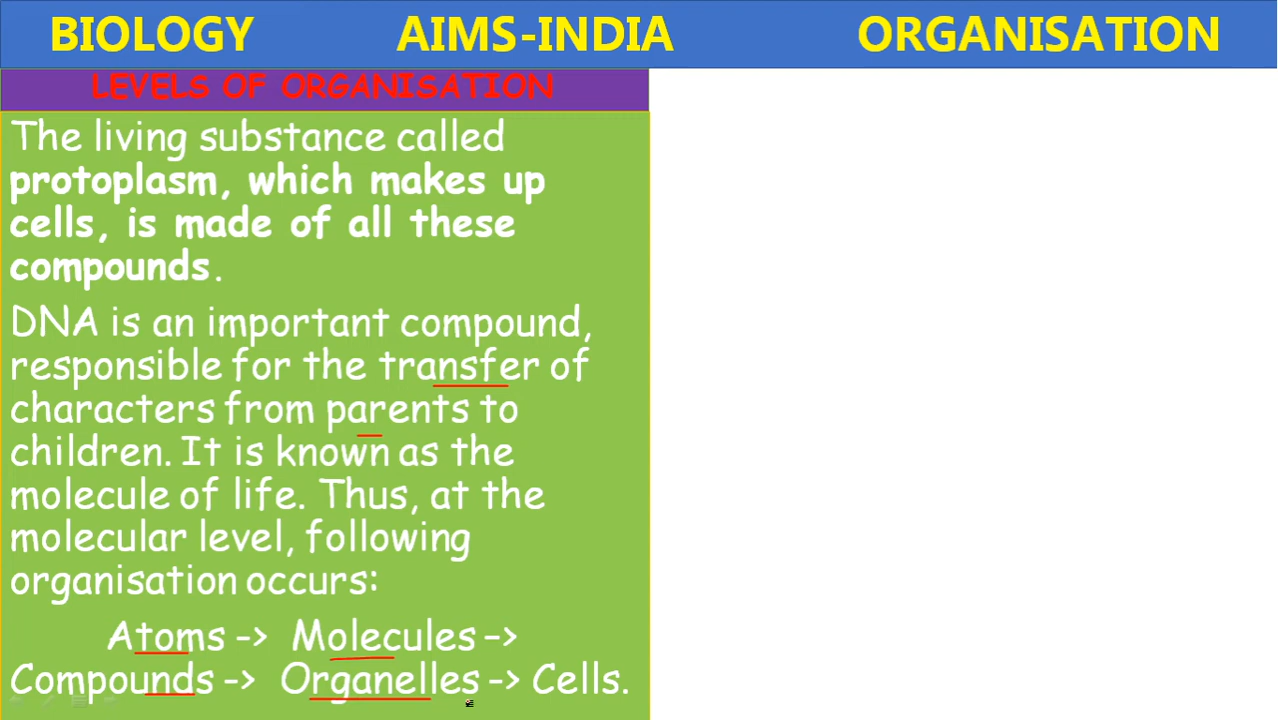 BIOLOGY AIMS-INDIA ORGANISATION
LEVELS OF ORGANISATION
The living substance called
protoplasm, which makes up
cells, is made of all these
compounds.
DNA is an important compound,
responsible for the transfer of
characters from parents to
children. It is known as the
molecule of life. Thus, at the
molecular level, following
organisation occurs:
Atoms -> Molecules ->
Compounds -> Organelles -> Cells.